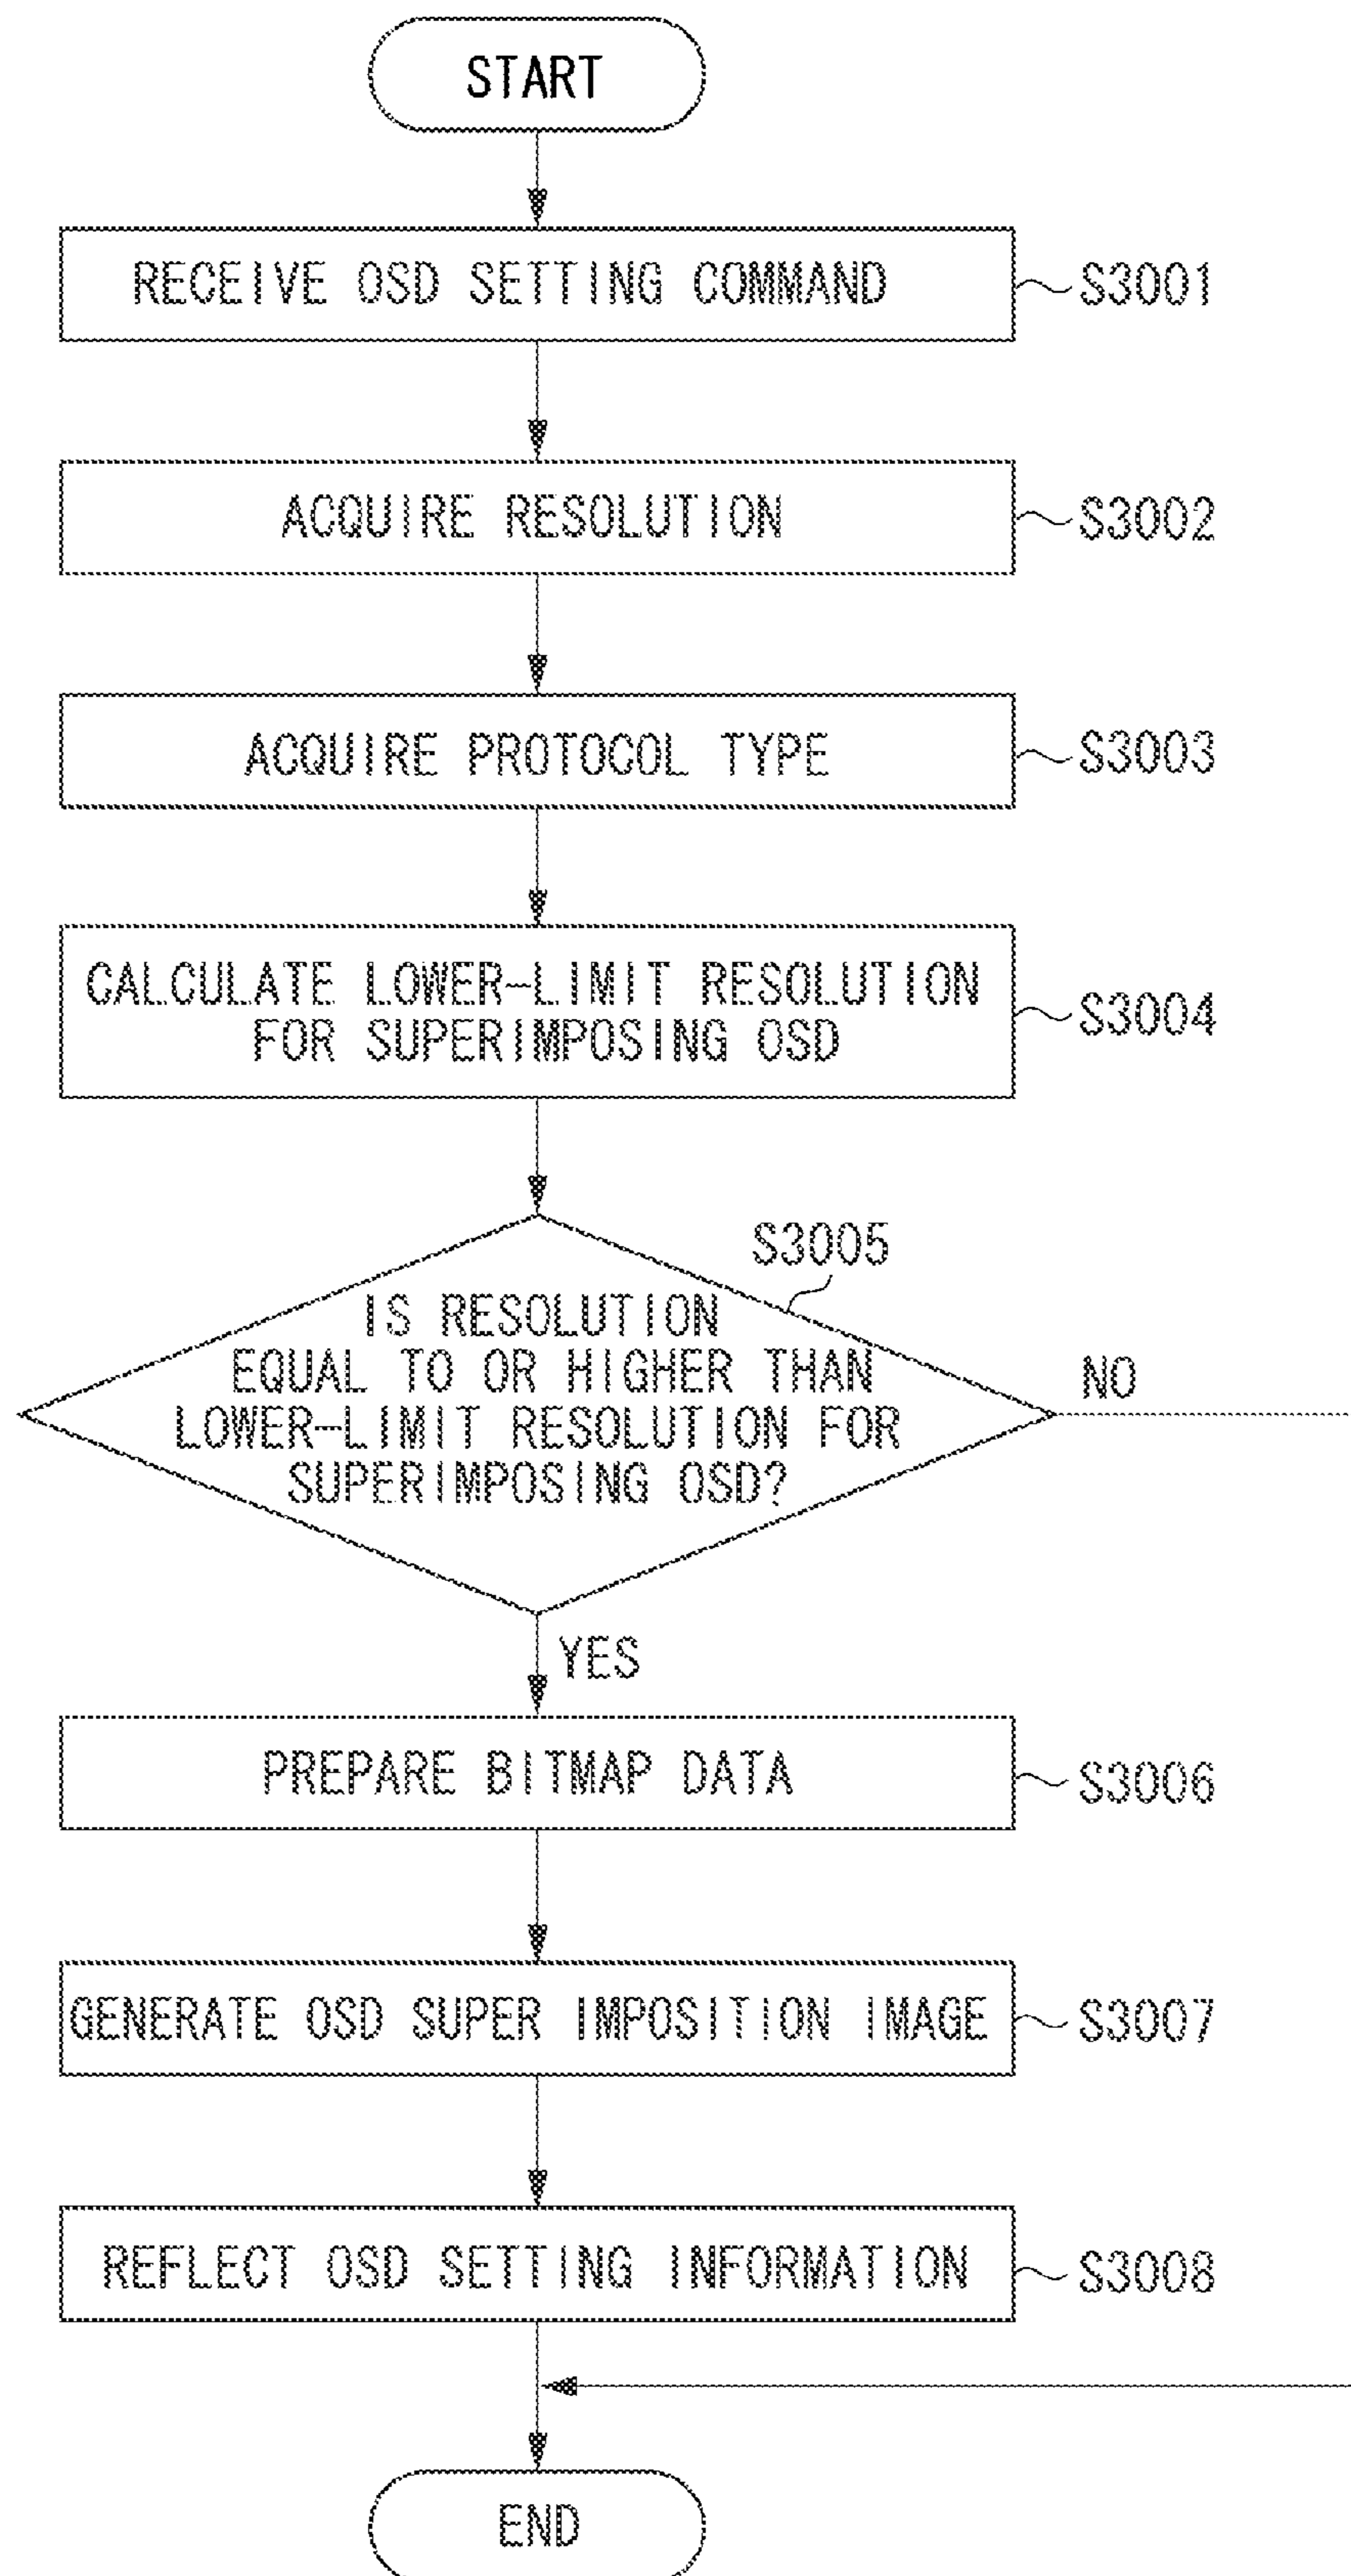 START
RECEIVE OSD SETTING COMMAND
S3001
ACQUIRE RESOLUTION
S3002
ACQUIRE PROTOCOL TYPE
S3003
CALCULATE LOWER-LIMIT RESOLUTION
FOR SUPERIMPOSING OSD
S3004
S3005
IS RESOLUTION
EQUAL TO OR HIGHER THAN
LOWER-LIMIT RESOLUTION FOR
SUPERIMPOSING OSD?
NO
YES
PREPARE BITMAP DATA
S3006
GENERATE OSD SUPER IMPOSITION IMAGE
S3007
REFLECT OSD SETTING INFORMATION
S3008
END